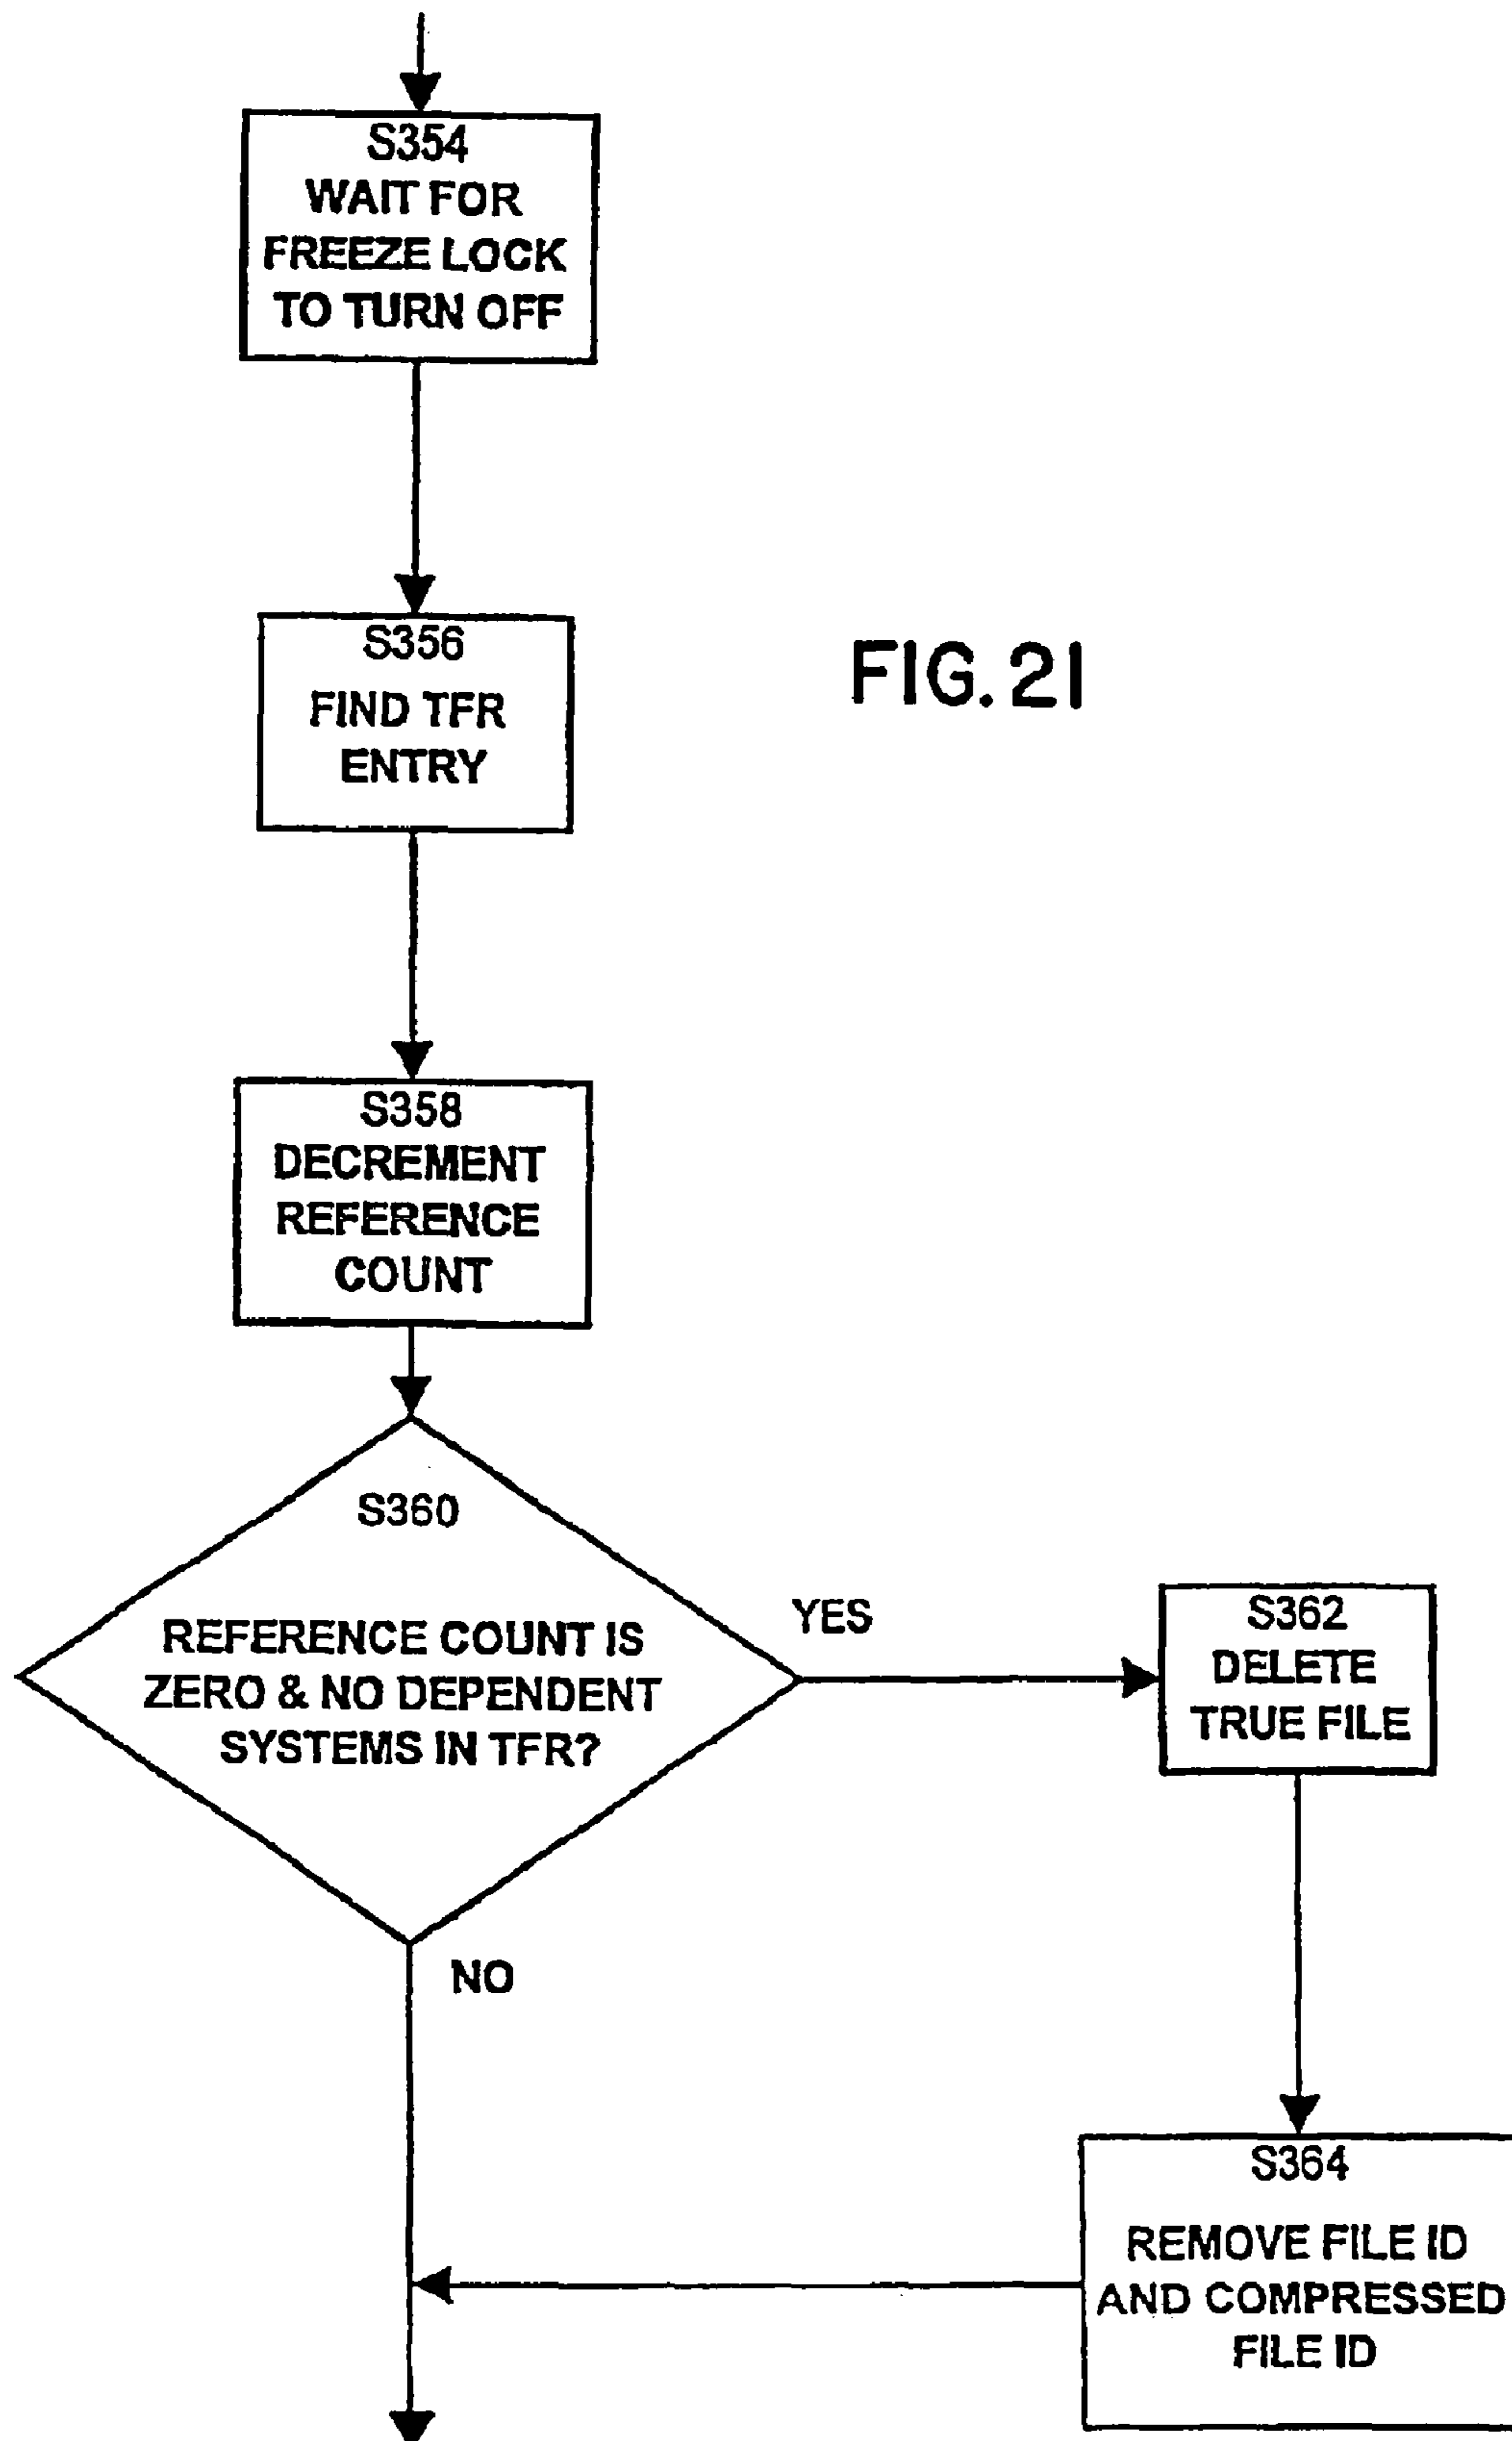 S354
WAIT FOR
FREEZE LOCK
TO TURN OFF
S356
FIND TFR
ENTRY
FIG. 21
S358
DECREMENT
REFERENCE
COUNT
S360
REFERENCE COUNT IS
ZERO & NO DEPENDENT
SYSTEMS IN TFR?
YES
NO
S362
DELETE
TRUE FILE
S364
REMOVE FILE ID
AND COMPRESSED
FILE ID